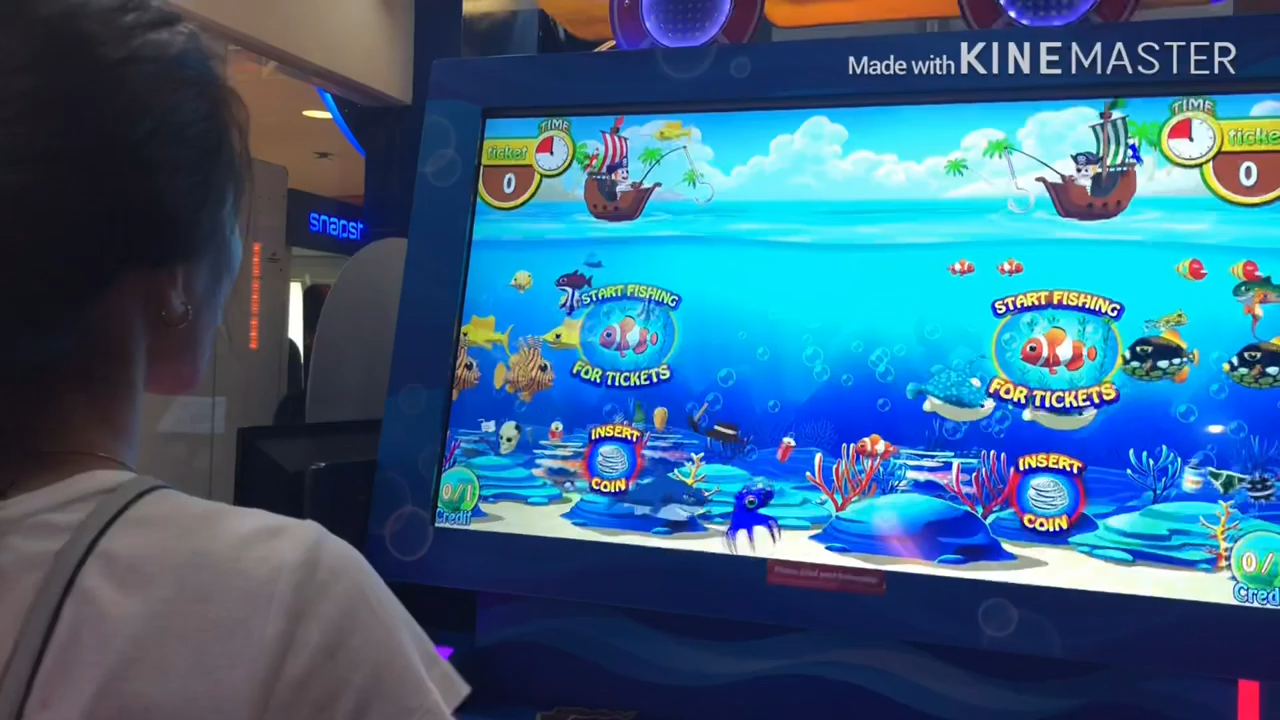 Made with KINEMASTER
TIME
ticket
0
TIME
ticke
0
snaps
START FISHING
FOR TICKETS
START FISHING
FOR TICKETS
INSERT
COIN
INSERT
COIN
0/1
Credit
0/
Cred